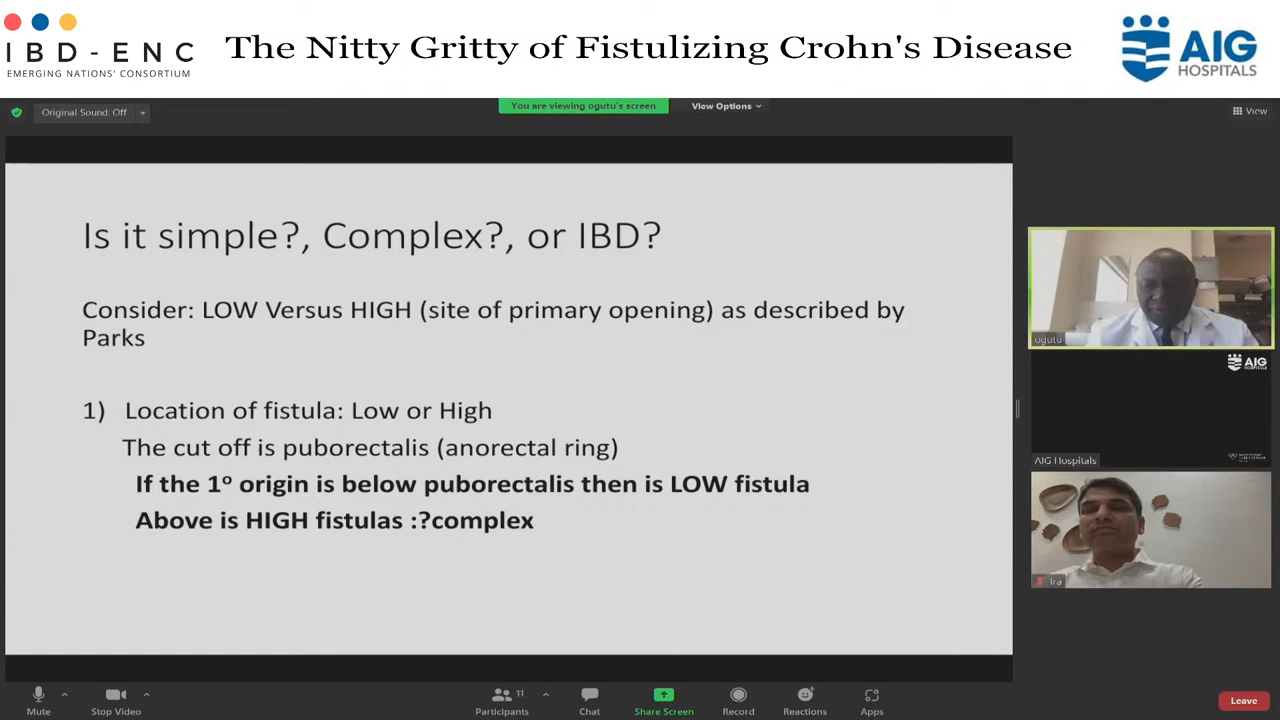 IBD-ENC
EMERGING NATIONS' CONSORTIUM
The Nitty Gritty of Fistulizing Crohn's Disease
AIG
HOSPITALS
Original Sound: Off
You are viewing ogutu's screen
View Options
View
Is it simple?, Complex?, or IBD?
Consider: LOW Versus HIGH (site of primary opening) as described by
Parks
1) Location of fistula: Low or High
The cut off is puborectalis (anorectal ring)
If the 1º origin is below puborectalis then is LOW fistula
Above is HIGH fistulas :?complex
ogutu
AIG
HOSPITALS
AIG Hospitals
Ira
Mute
Stop Video
Participants
11
Chat
Share Screen
Record
Reactions
Apps
Leave